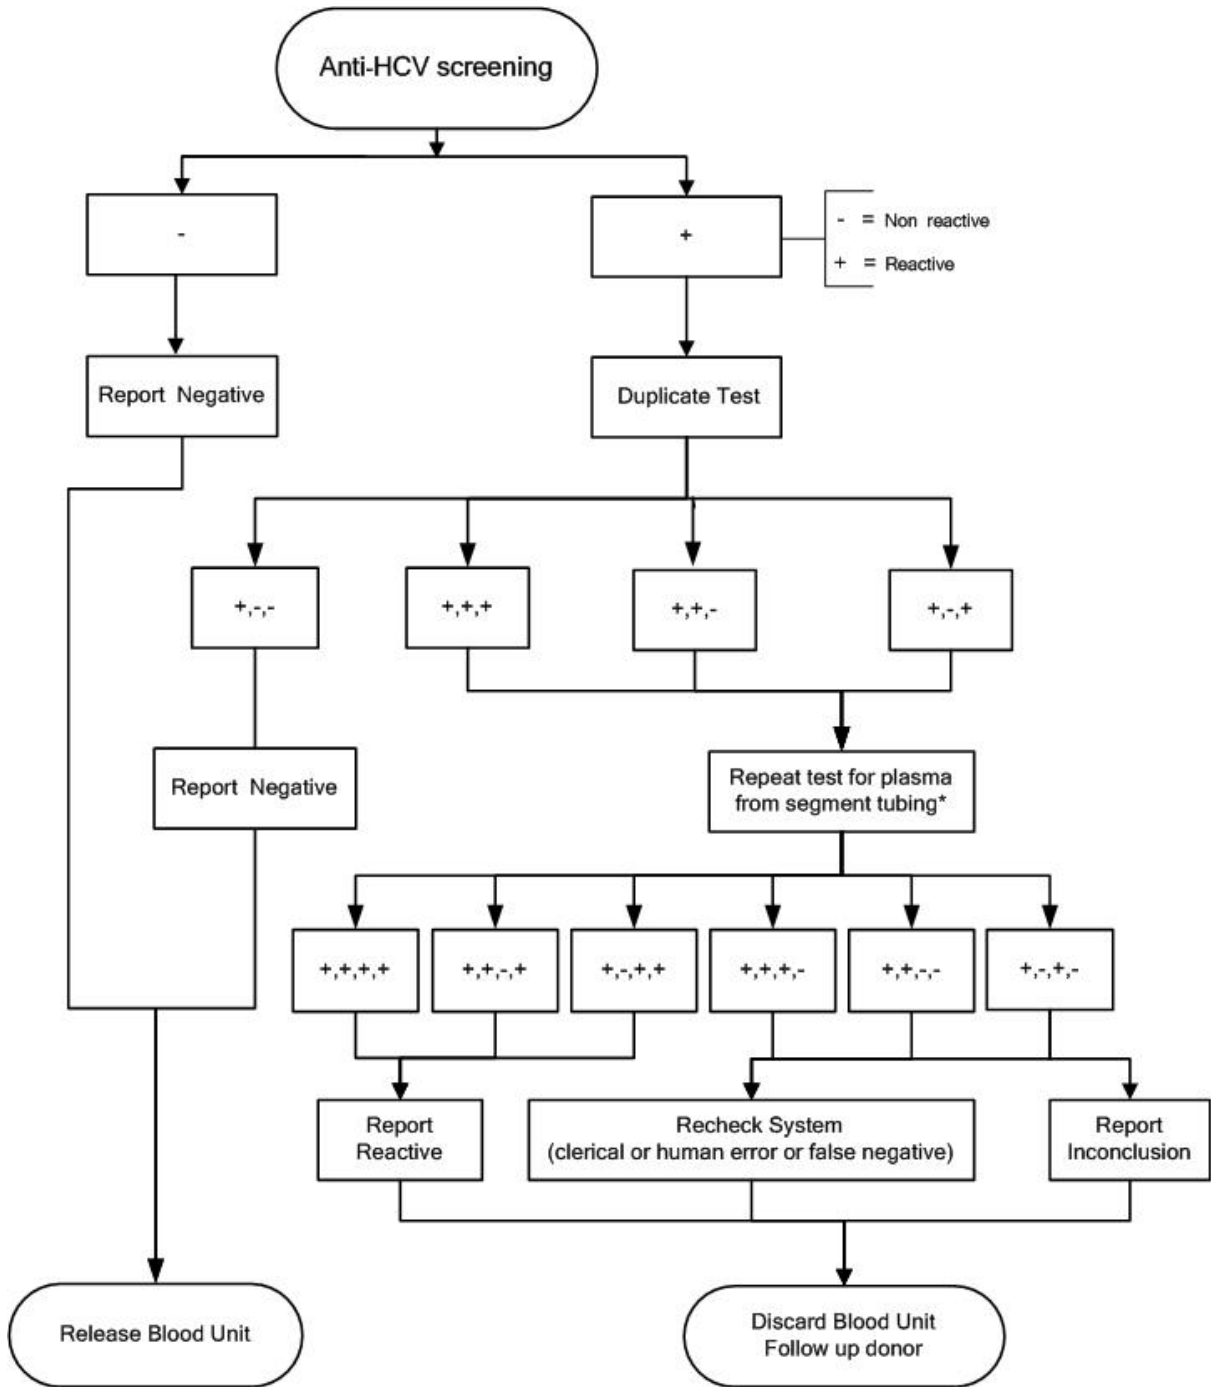 Anti-HCV screening
-
+
- = Non reactive
+ = Reactive
Report Negative
Duplicate Test
+,-,-
+,+,+
+,+,-
+,-,+
Report Negative
Repeat test for plasma
from segment tubing*
+,+,+,+
+,+,-,+
+,-,+,+
+,+,+,-
+,+,-,-
+,-,+,-
Report
Reactive
Recheck System
(clerical or human error or false negative)
Report
Inconclusion
Release Blood Unit
Discard Blood Unit
Follow up donor